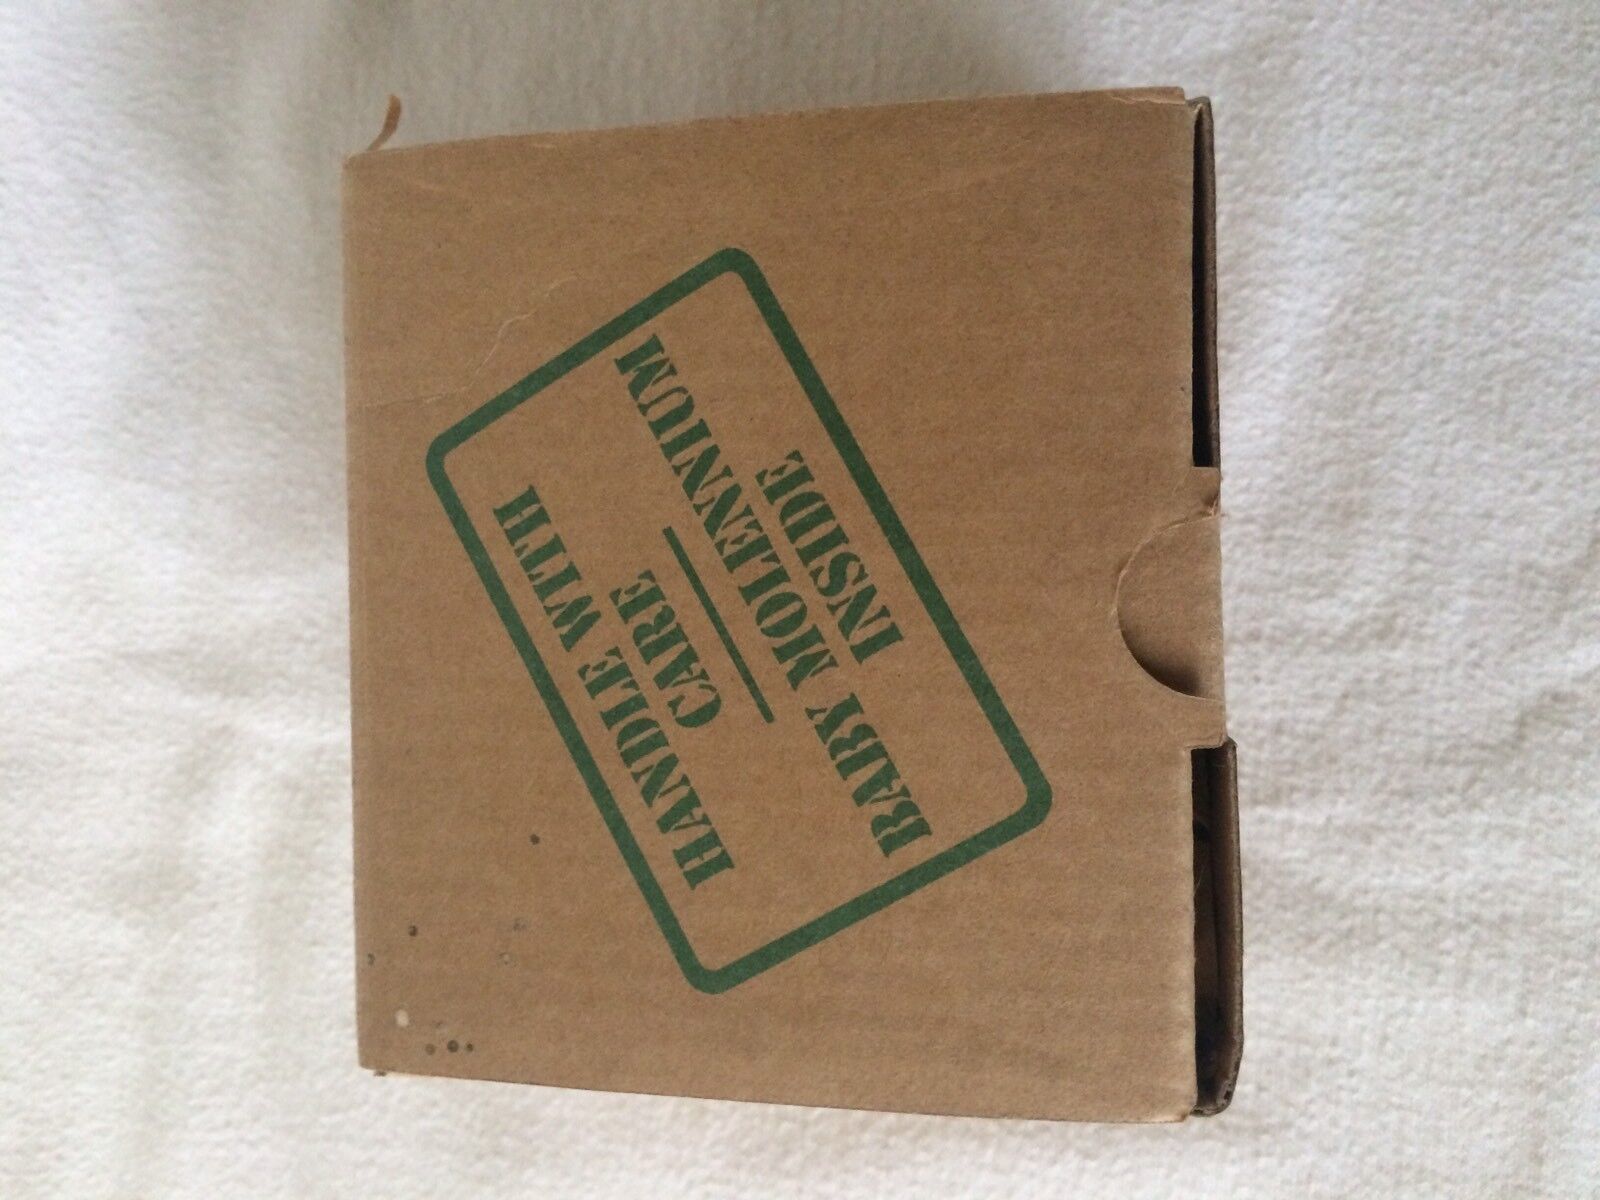 HANDLE WITH
CARE
BABY MOLENNIUM
INSIDE